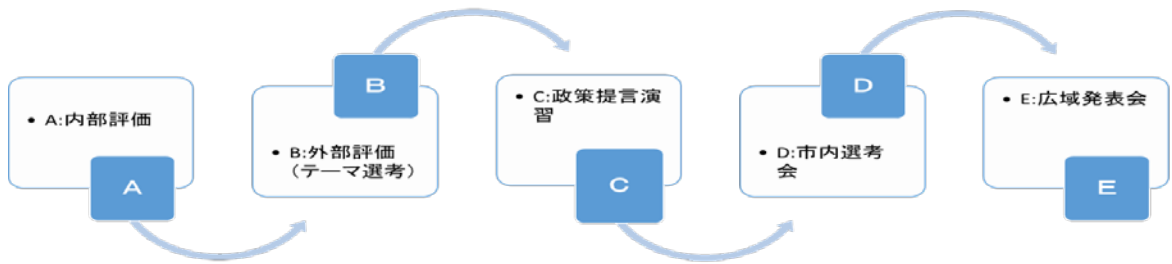 • A:内部評価
A
B
• B:外部評価
(テーマ選考)
• C:政策提言演
習
C
D
• D:市内選考
会
• E:広域発表会
E